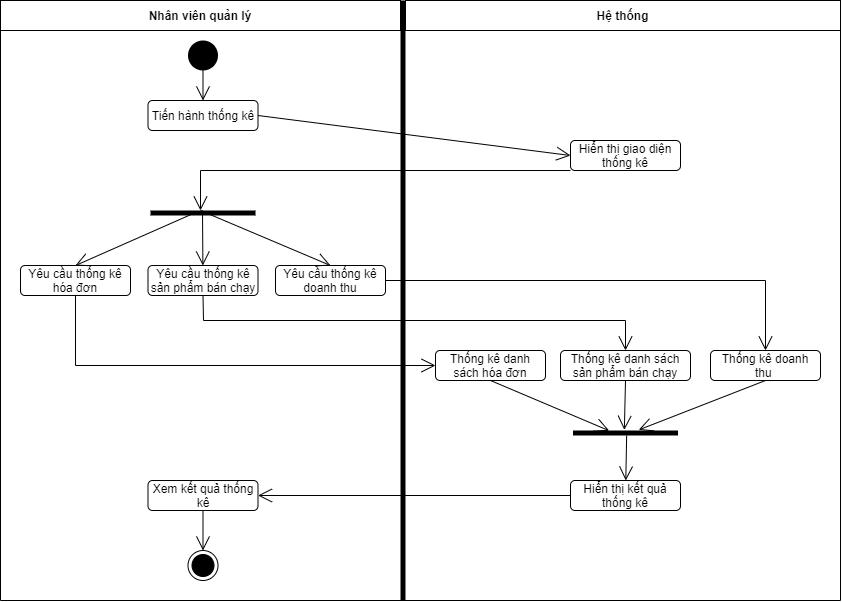 Nhân viên quản lý
Hệ thống
Tiến hành thống kê
Hiển thị giao diện
thống kê
Yêu cầu thống kê
hóa đơn
Yêu cầu thống kê
sản phẩm bán chạy
Yêu cầu thống kê
doanh thu
Thống kê danh
sách hóa đơn
Thống kê danh sách
sản phẩm bán chạy
Thống kê doanh
thu
Xem kết quả thống
kê
Hiển thị kết quả
thống kê